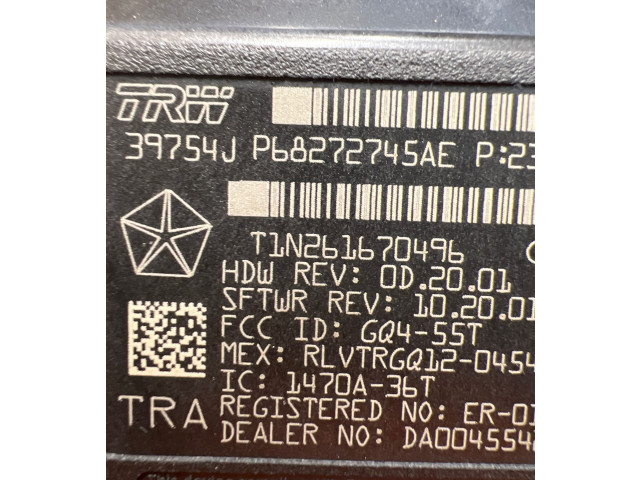 TRW
39754J P68272745AE P:23
T1N261670496
HDW REV: 0D.20.01
SFTWR REV: 10.20.01
FCC ID: GQ4-55T
MEX: RLVTRGQ12-0454
IC: 1470A-36T
TRA REGISTERED NO: ER-01
DEALER NO: DA004554